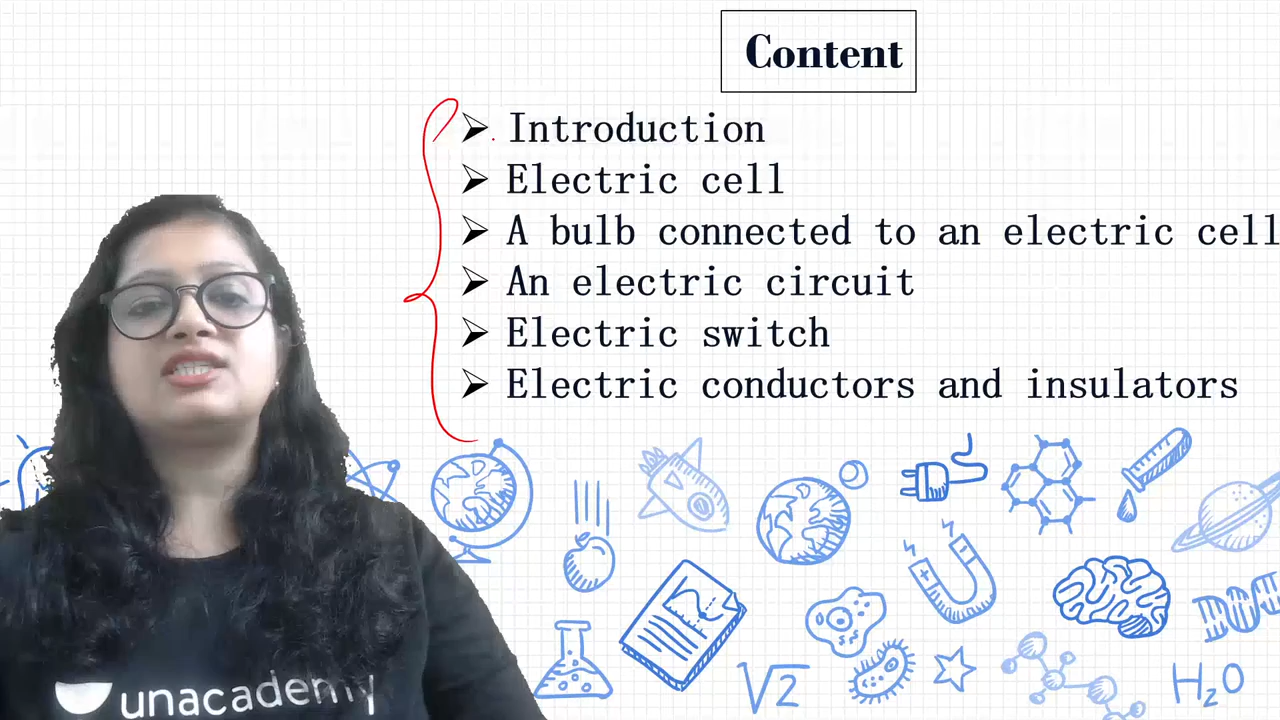 Content
➢ Introduction
➢ Electric cell
➢ A bulb connected to an electric cell
➢ An electric circuit
➢ Electric switch
➢ Electric conductors and insulators
√2
H₂O
unacademy